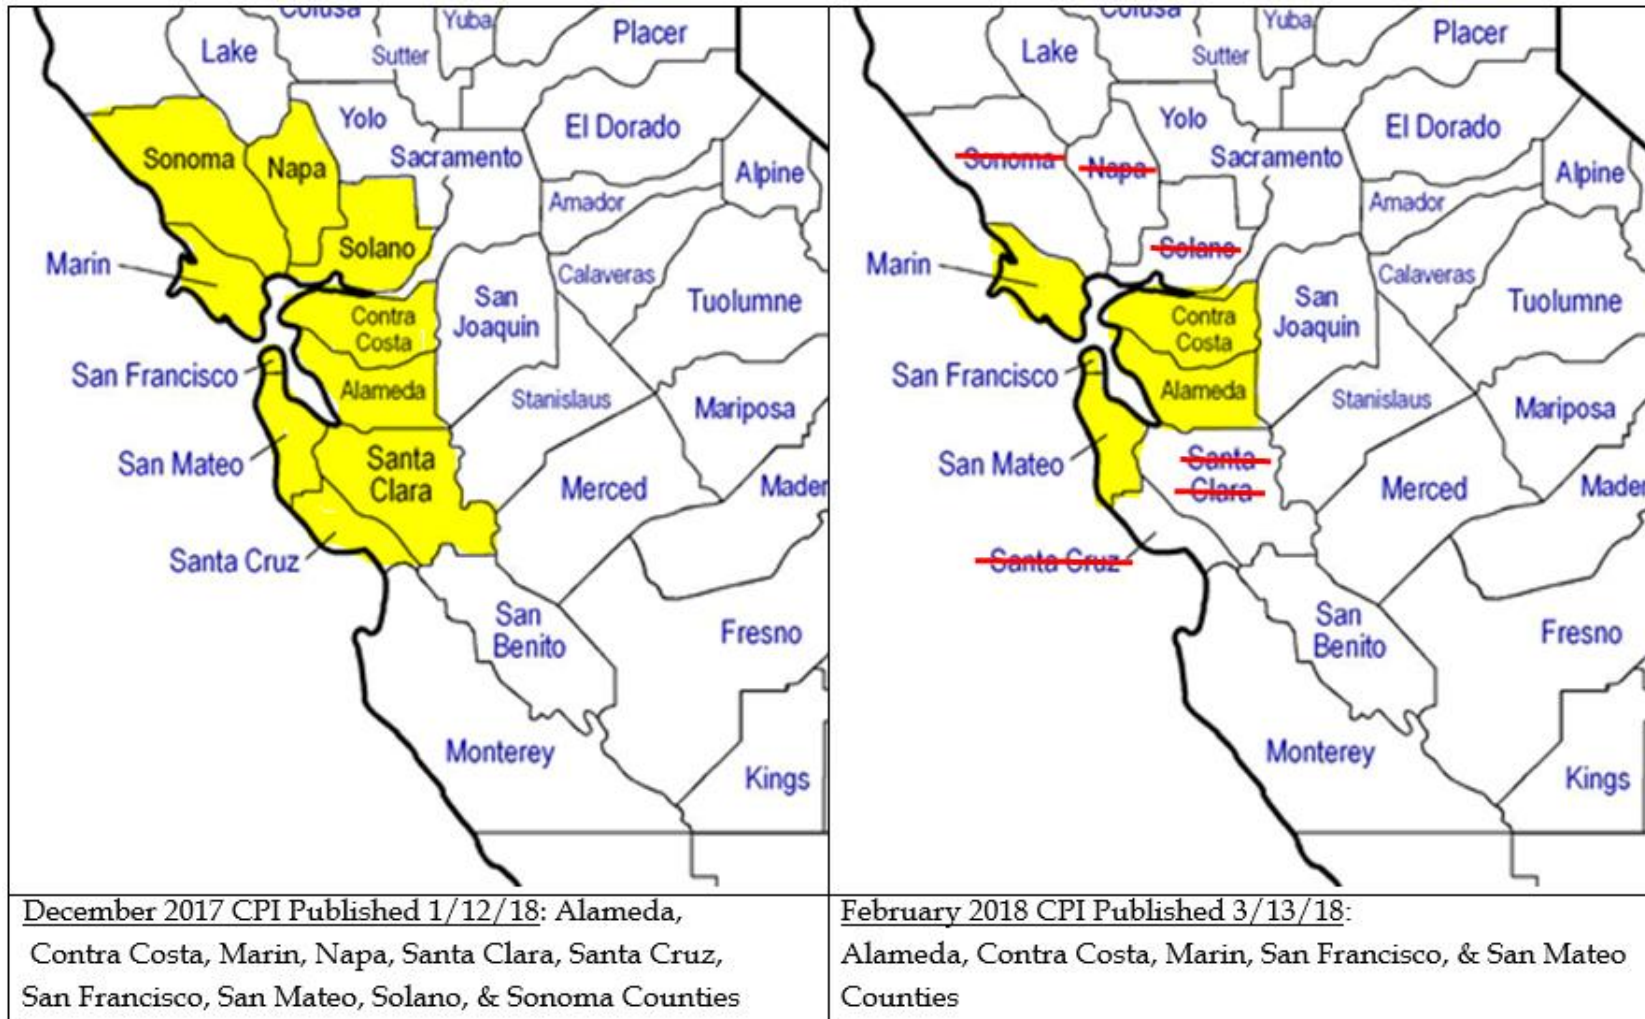 Colusa
Yuba
Placer
Lake
Sutter
Yolo
El Dorado
Sonoma
Napa
Sacramento
Alpine
Amador
Marin
Solano
Calaveras
San
Joaquin
Tuolumne
Contra
Costa
San Francisco
Alameda
Stanislaus
Mariposa
San Mateo
Santa
Clara
Merced
Mader
Santa Cruz
San
Benito
Fresno
Monterey
Kings
December 2017 CPI Published 1/12/18: Alameda,
Contra Costa, Marin, Napa, Santa Clara, Santa Cruz,
San Francisco, San Mateo, Solano, & Sonoma Counties
Colusa
Yuba
Placer
Lake
Sutter
Yolo
El Dorado
Sonoma
Napa
Sacramento
Alpine
Amador
Marin
Solano
Calaveras
San
Joaquin
Tuolumne
Contra
Costa
San Francisco
Alameda
Stanislaus
Mariposa
San Mateo
Santa
Clara
Merced
Mader
Santa Cruz
San
Benito
Fresno
Monterey
Kings
February 2018 CPI Published 3/13/18:
Alameda, Contra Costa, Marin, San Francisco, & San Mateo
Counties